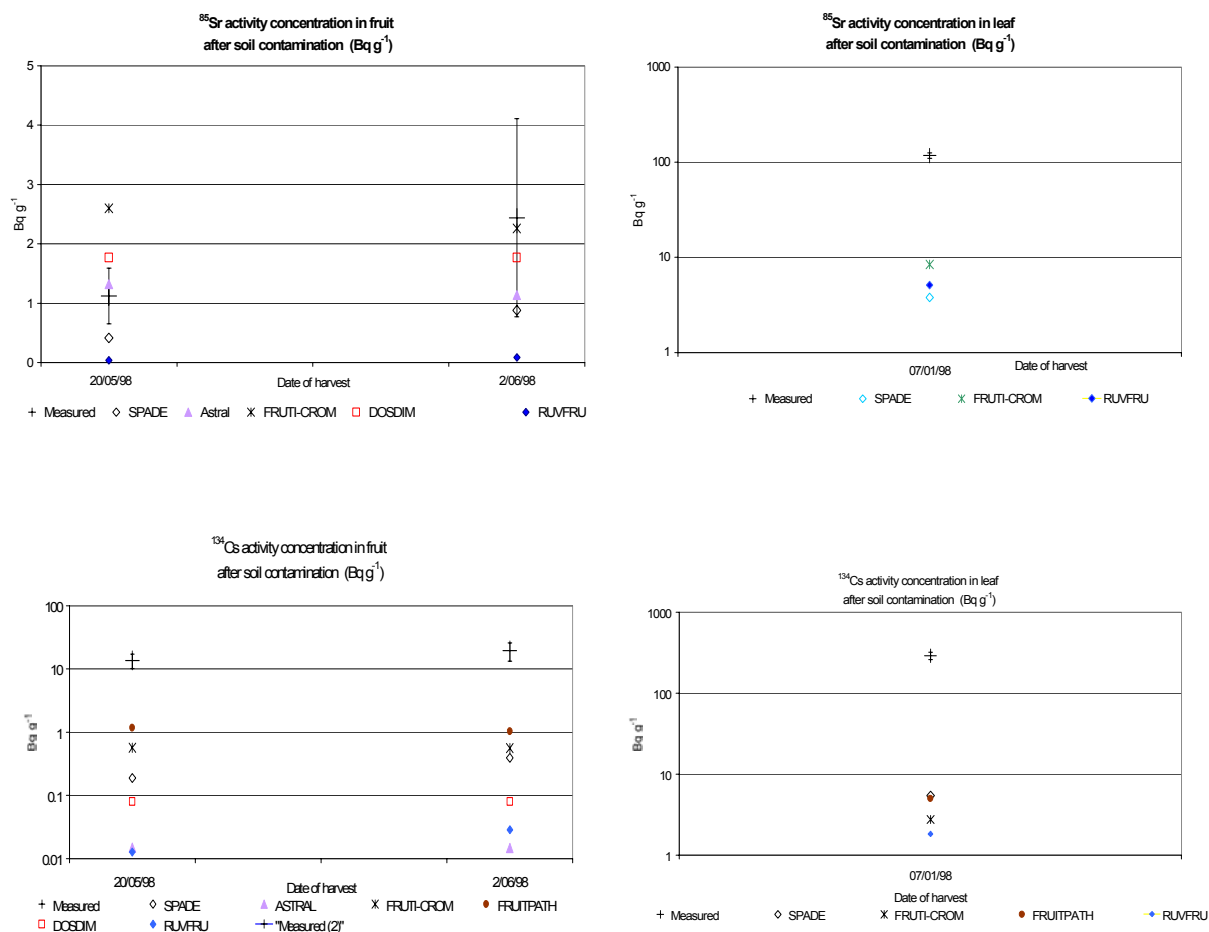 ⁸⁵Sr activity concentration in fruit
after soil contamination (Bq g⁻¹)
5
4
3
2
1
0
Bq g⁻¹
20/05/98
2/06/98
Date of harvest
Measured SPADE Astral FRUTI-CROM DOSDIM RUVFRU
⁸⁵Sr activity concentration in leaf
after soil contamination (Bq g⁻¹)
1000
100
10
1
Bq g⁻¹
07/01/98
Date of harvest
Measured SPADE FRUTI-CROM RUVFRU
¹³⁴Cs activity concentration in fruit
after soil contamination (Bq g⁻¹)
100
10
1
0.1
0.01
Bq g⁻¹
20/05/98
2/06/98
Date of harvest
Measured SPADE ASTRAL FRUTI-CROM FRUITPATH
DOSDIM RUVFRU "Measured (2)"
¹³⁴Cs activity concentration in leaf
after soil contamination (Bq g⁻¹)
1000
100
10
1
Bq g⁻¹
07/01/98
Date of harvest
Measured SPADE FRUTI-CROM FRUITPATH RUVFRU